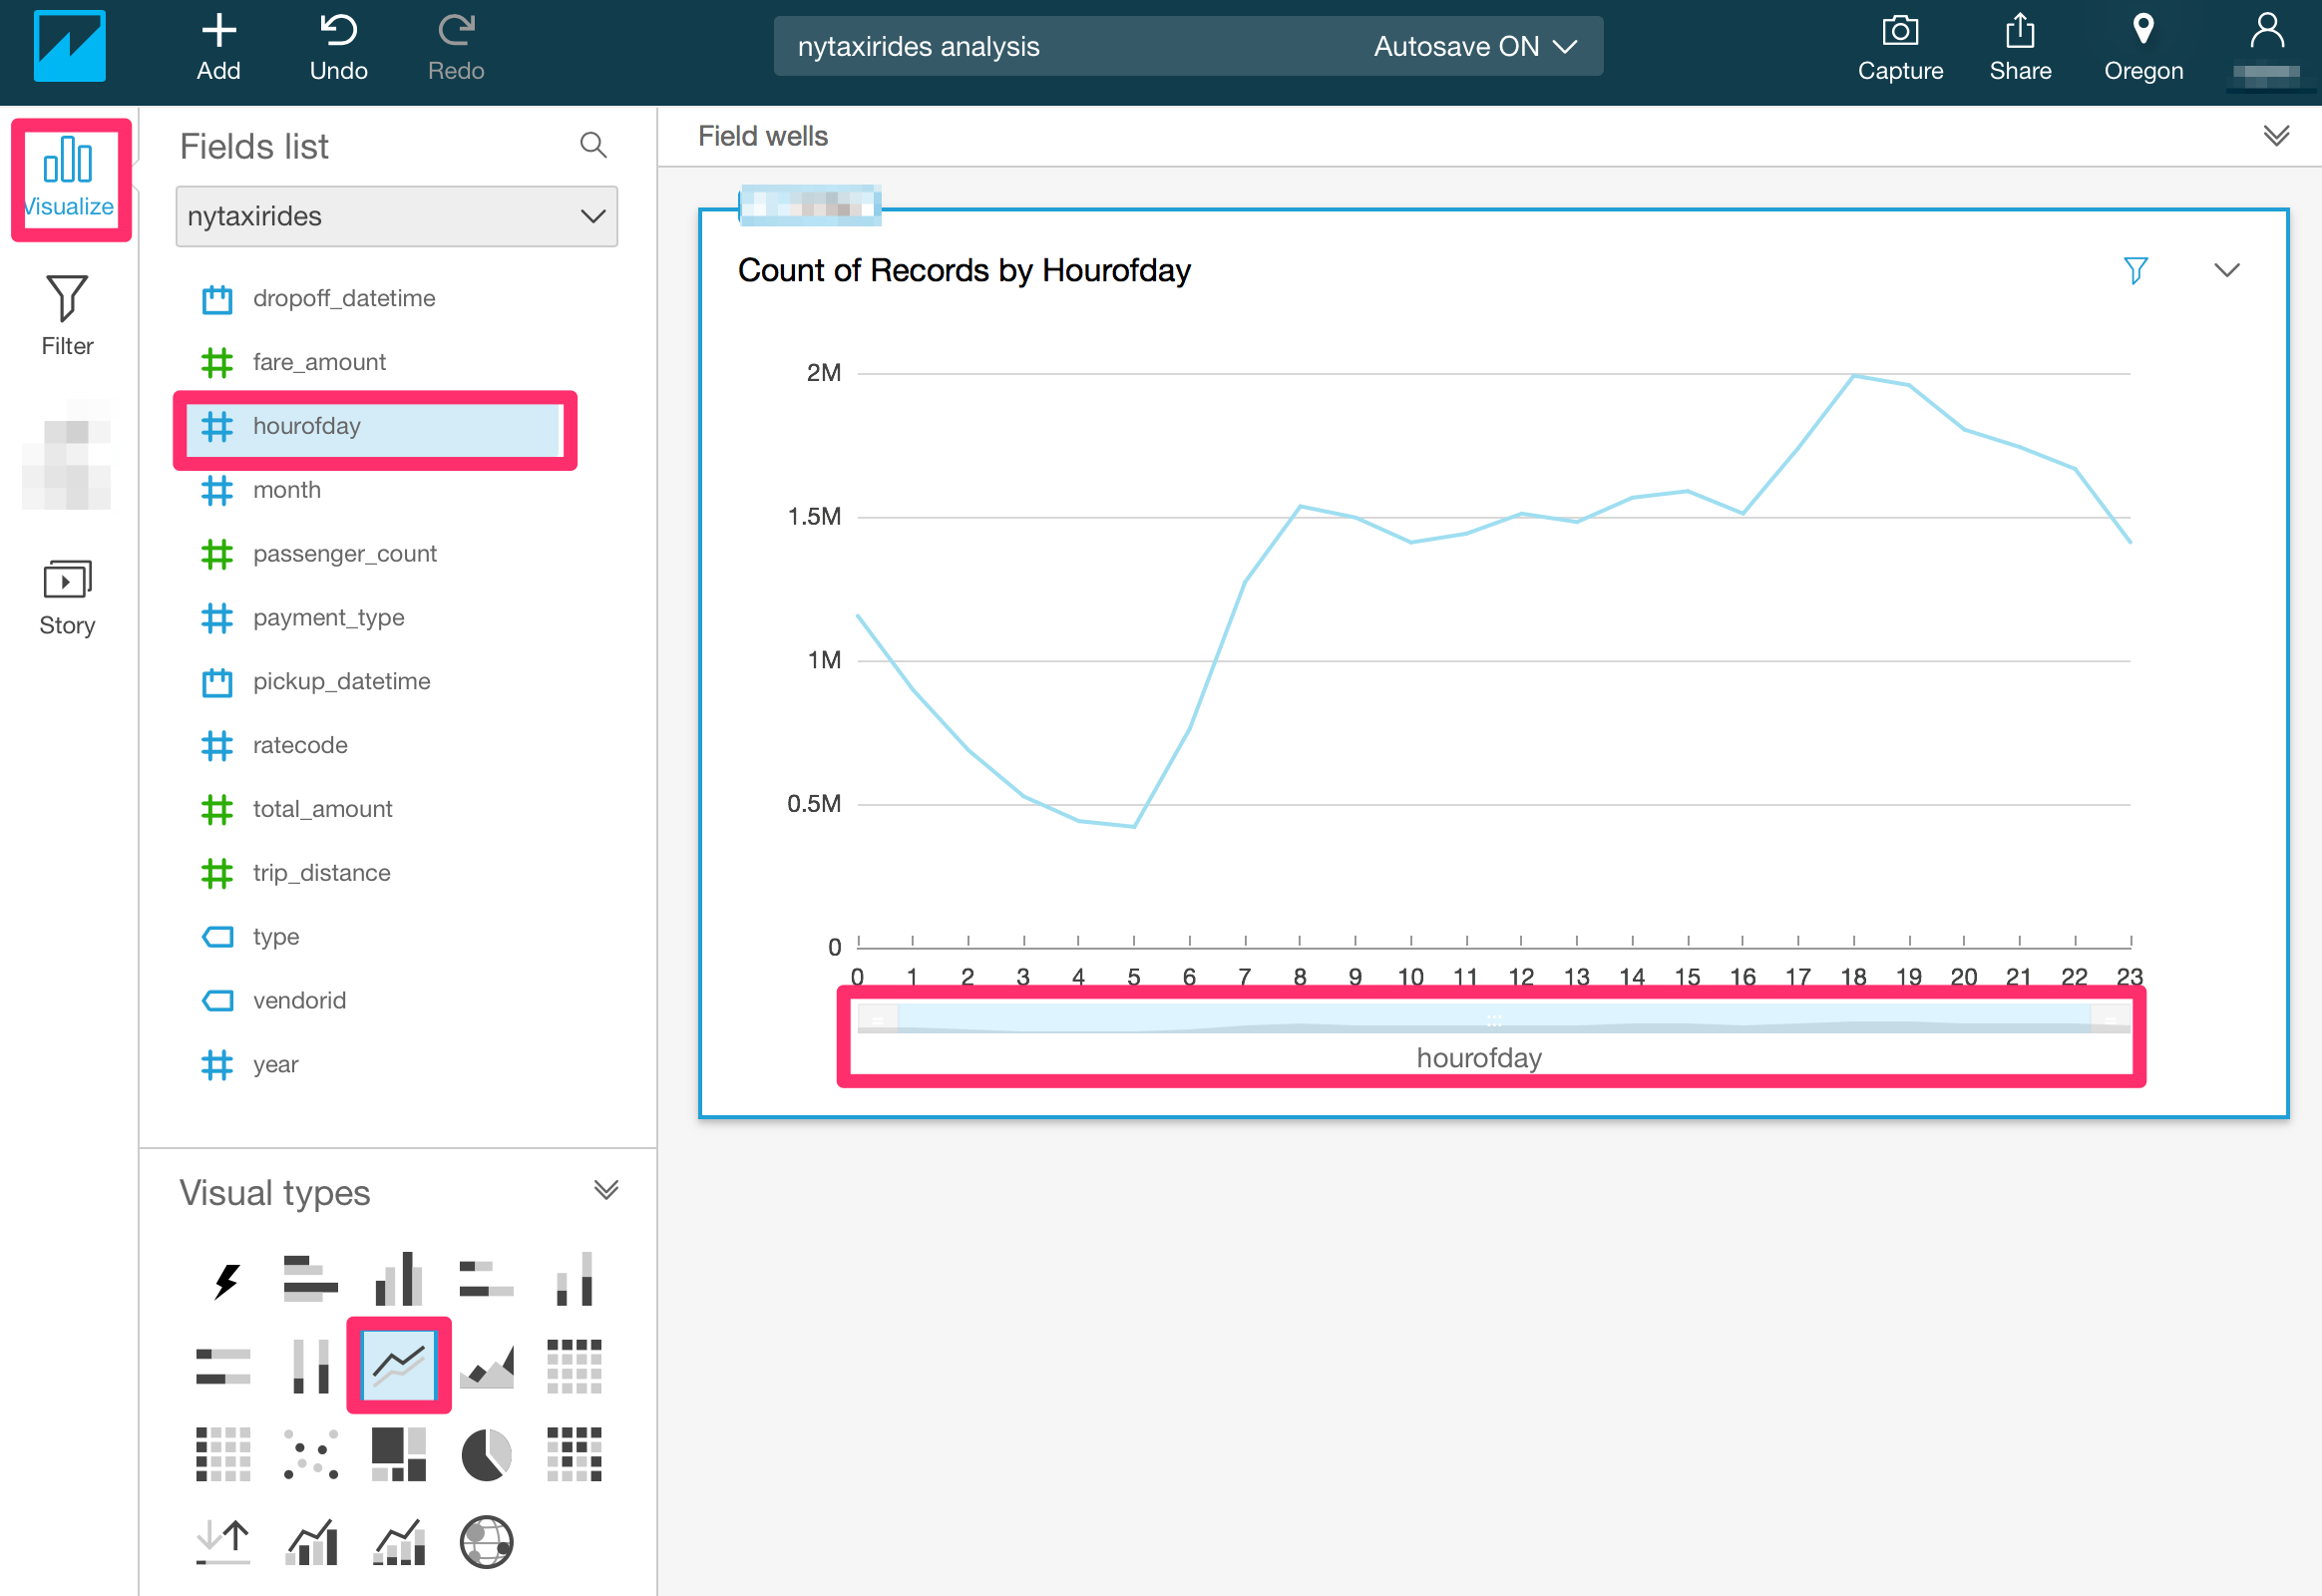 Add
Undo
Redo
nytaxirides analysis
Autosave ON
Capture
Share
Oregon
Visualize
Filter
Story
Fields list
nytaxirides
dropoff_datetime
fare_amount
hourofday
month
passenger_count
payment_type
pickup_datetime
ratecode
total_amount
trip_distance
type
vendorid
year
Visual types
Field wells
Count of Records by Hourofday
2M
1.5M
1M
0.5M
0
0 1 2 3 4 5 6 7 8 9 10 11 12 13 14 15 16 17 18 19 20 21 22 23
hourofday